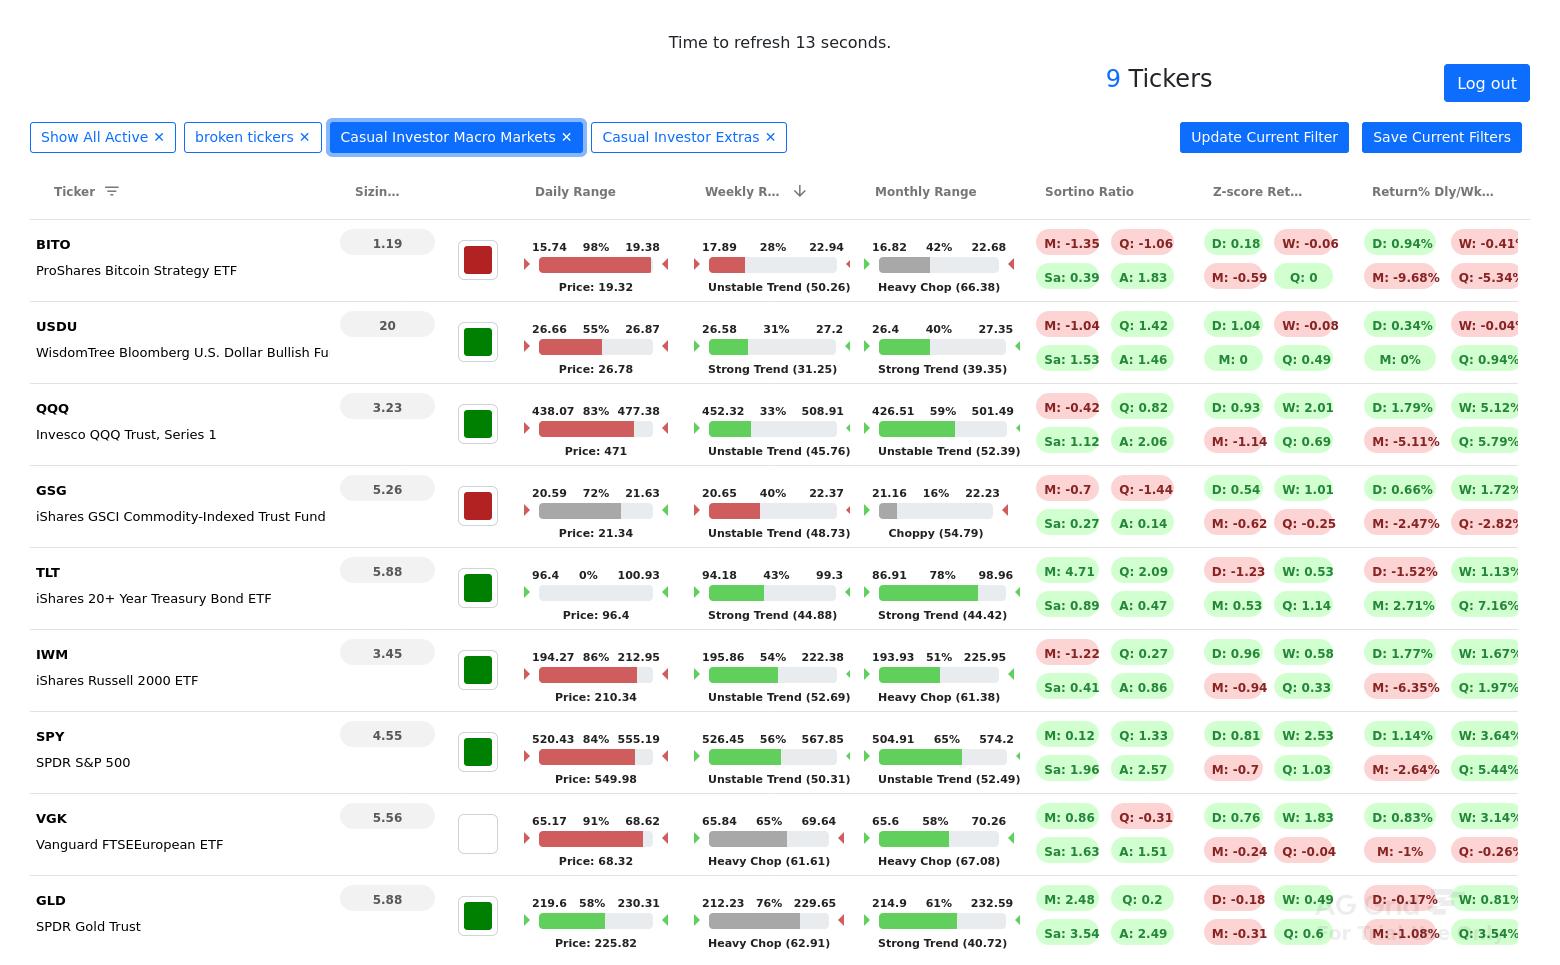 Time to refresh 13 seconds.
9 Tickers
Log out
Show All Active ✕ broken tickers ✕ Casual Investor Macro Markets ✕ Casual Investor Extras ✕ Update Current Filter Save Current Filters
Ticker Sizin... Daily Range Weekly R... Monthly Range Sortino Ratio Z-score Ret... Return% Dly/Wk...
BITO 1.19 15.74 98% 19.38 17.89 28% 22.94 16.82 42% 22.68 M: -1.35 Q: -1.06 D: 0.18 W: -0.06 D: 0.94% W: -0.41%
ProShares Bitcoin Strategy ETF Price: 19.32 Unstable Trend (50.26) Heavy Chop (66.38) Sa: 0.39 A: 1.83 M: -0.59 Q: 0 M: -9.68% Q: -5.34%
USDU 20 26.66 55% 26.87 26.58 31% 27.2 26.4 40% 27.35 M: -1.04 Q: 1.42 D: 1.04 W: -0.08 D: 0.34% W: -0.04%
WisdomTree Bloomberg U.S. Dollar Bullish Fu Price: 26.78 Strong Trend (31.25) Strong Trend (39.35) Sa: 1.53 A: 1.46 M: 0 Q: 0.49 M: 0% Q: 0.94%
QQQ 3.23 438.07 83% 477.38 452.32 33% 508.91 426.51 59% 501.49 M: -0.42 Q: 0.82 D: 0.93 W: 2.01 D: 1.79% W: 5.12%
Invesco QQQ Trust, Series 1 Price: 471 Unstable Trend (45.76) Unstable Trend (52.39) Sa: 1.12 A: 2.06 M: -1.14 Q: 0.69 M: -5.11% Q: 5.79%
GSG 5.26 20.59 72% 21.63 20.65 40% 22.37 21.16 16% 22.23 M: -0.7 Q: -1.44 D: 0.54 W: 1.01 D: 0.66% W: 1.72%
iShares GSCI Commodity-Indexed Trust Fund Price: 21.34 Unstable Trend (48.73) Choppy (54.79) Sa: 0.27 A: 0.14 M: -0.62 Q: -0.25 M: -2.47% Q: -2.82%
TLT 5.88 96.4 0% 100.93 94.18 43% 99.3 86.91 78% 98.96 M: 4.71 Q: 2.09 D: -1.23 W: 0.53 D: -1.52% W: 1.13%
iShares 20+ Year Treasury Bond ETF Price: 96.4 Strong Trend (44.88) Strong Trend (44.42) Sa: 0.89 A: 0.47 M: 0.53 Q: 1.14 M: 2.71% Q: 7.16%
IWM 3.45 194.27 86% 212.95 195.86 54% 222.38 193.93 51% 225.95 M: -1.22 Q: 0.27 D: 0.96 W: 0.58 D: 1.77% W: 1.67%
iShares Russell 2000 ETF Price: 210.34 Unstable Trend (52.69) Heavy Chop (61.38) Sa: 0.41 A: 0.86 M: -0.94 Q: 0.33 M: -6.35% Q: 1.97%
SPY 4.55 520.43 84% 555.19 526.45 56% 567.85 504.91 65% 574.2 M: 0.12 Q: 1.33 D: 0.81 W: 2.53 D: 1.14% W: 3.64%
SPDR S&P 500 Price: 549.98 Unstable Trend (50.31) Unstable Trend (52.49) Sa: 1.96 A: 2.57 M: -0.7 Q: 1.03 M: -2.64% Q: 5.44%
VGK 5.56 65.17 91% 68.62 65.84 65% 69.64 65.6 58% 70.26 M: 0.86 Q: -0.31 D: 0.76 W: 1.83 D: 0.83% W: 3.14%
Vanguard FTSEEuropean ETF Price: 68.32 Heavy Chop (61.61) Heavy Chop (67.08) Sa: 1.63 A: 1.51 M: -0.24 Q: -0.04 M: -1% Q: -0.26%
GLD 5.88 219.6 58% 230.31 212.23 76% 229.65 214.9 61% 232.59 M: 2.48 Q: 0.2 D: -0.18 W: 0.49 D: -0.17% W: 0.81%
SPDR Gold Trust Price: 225.82 Heavy Chop (62.91) Strong Trend (40.72) Sa: 3.54 A: 2.49 M: -0.31 Q: 0.6 M: -1.08% Q: 3.54%
AG Grid